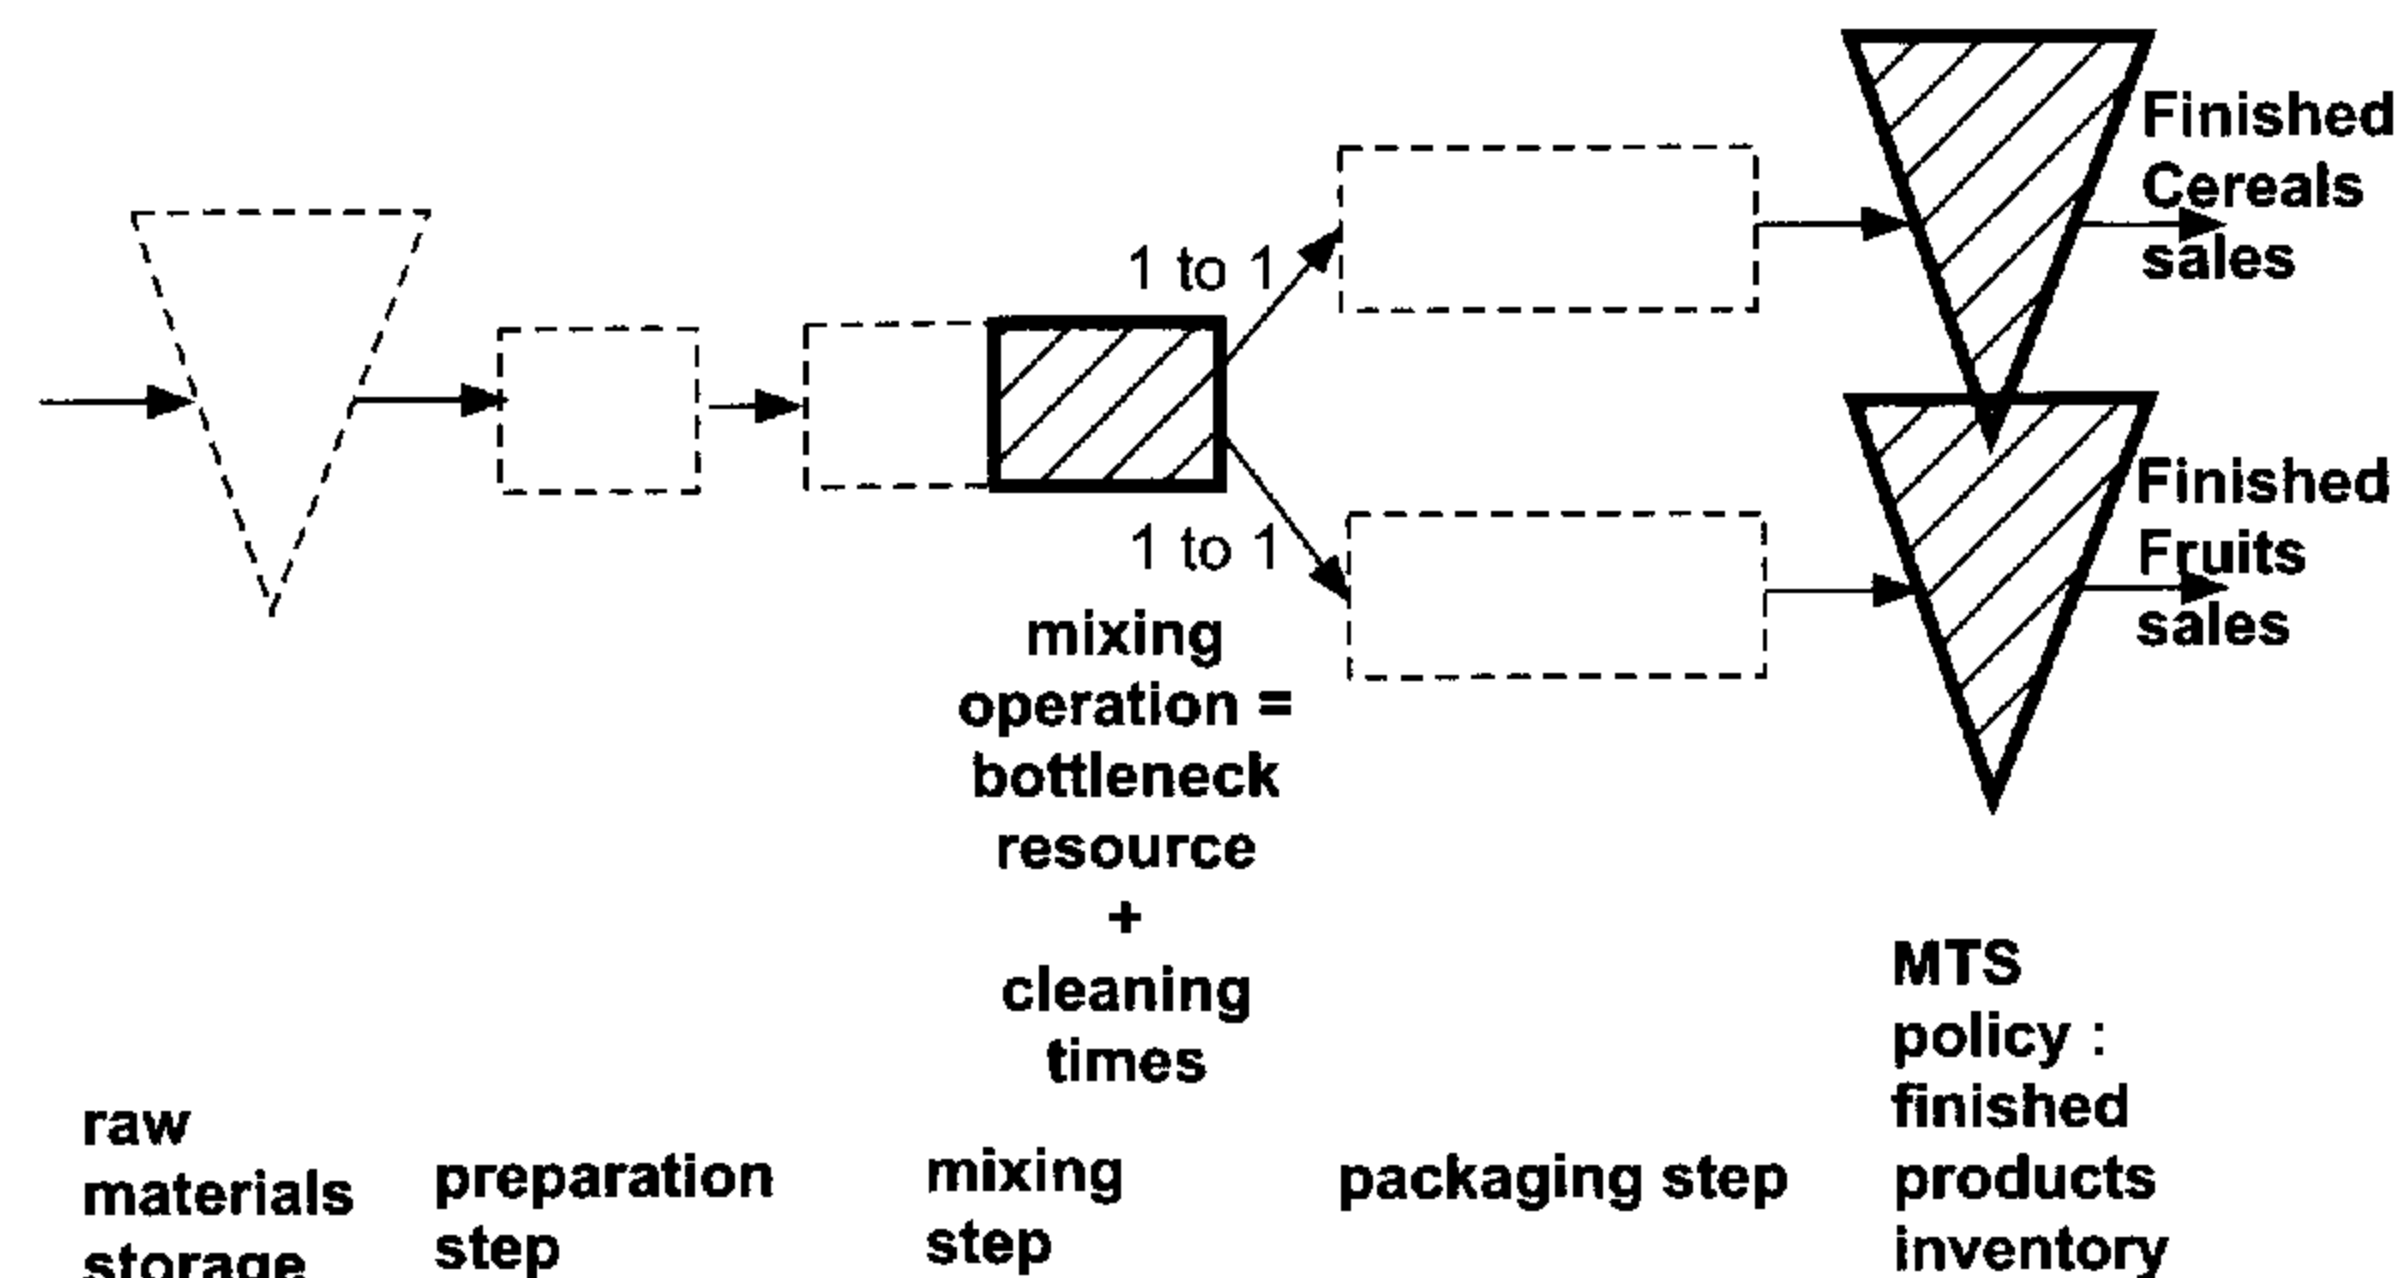 Finished
Cereals
sales
1 to 1
1 to 1
Finished
Fruits
sales
mixing
operation =
bottleneck
resource
+
cleaning
times
raw
materials
storage
preparation
step
mixing
step
packaging step
MTS
policy :
finished
products
inventory